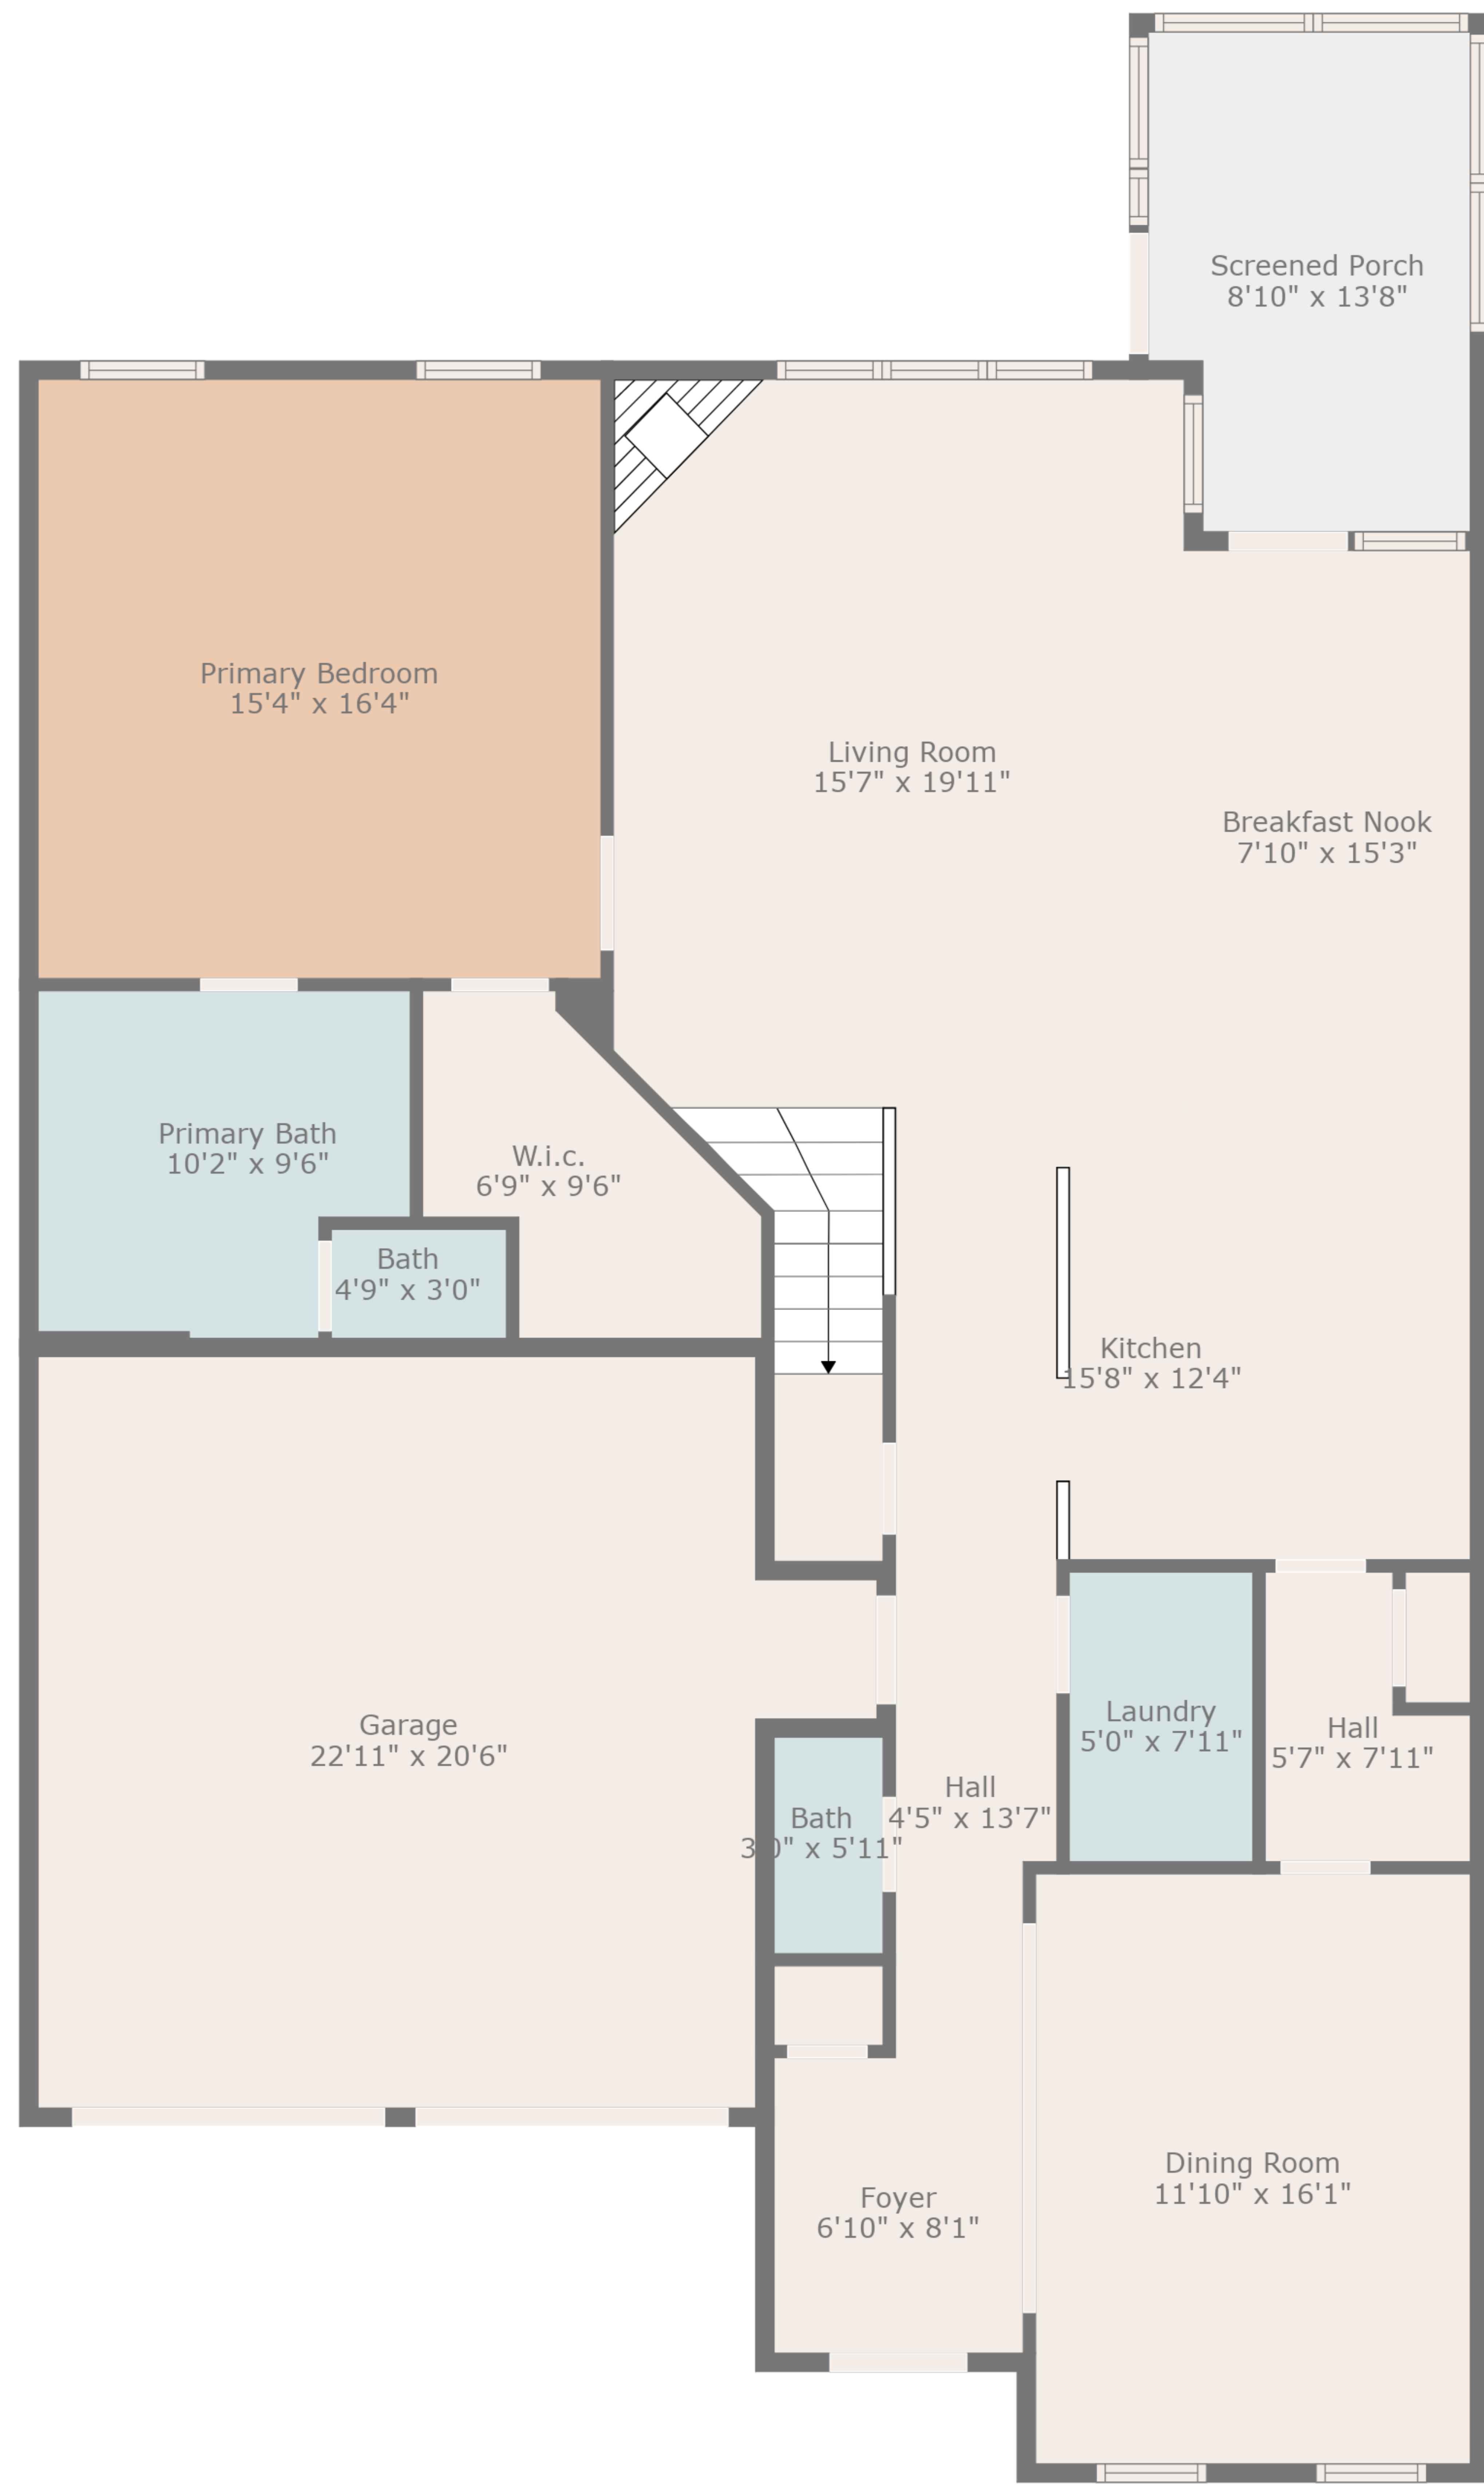 Screened Porch
8'10" x 13'8"
Primary Bedroom
15'4" x 16'4"
Living Room
15'7" x 19'11"
Breakfast Nook
7'10" x 15'3"
Primary Bath
10'2" x 9'6"
W.i.c.
6'9" x 9'6"
Bath
4'9" x 3'0"
Kitchen
15'8" x 12'4"
Garage
22'11" x 20'6"
Laundry
5'0" x 7'11"
Hall
5'7" x 7'11"
Hall
4'5" x 13'7"
Bath
3'0" x 5'11"
Dining Room
11'10" x 16'1"
Foyer
6'10" x 8'1"